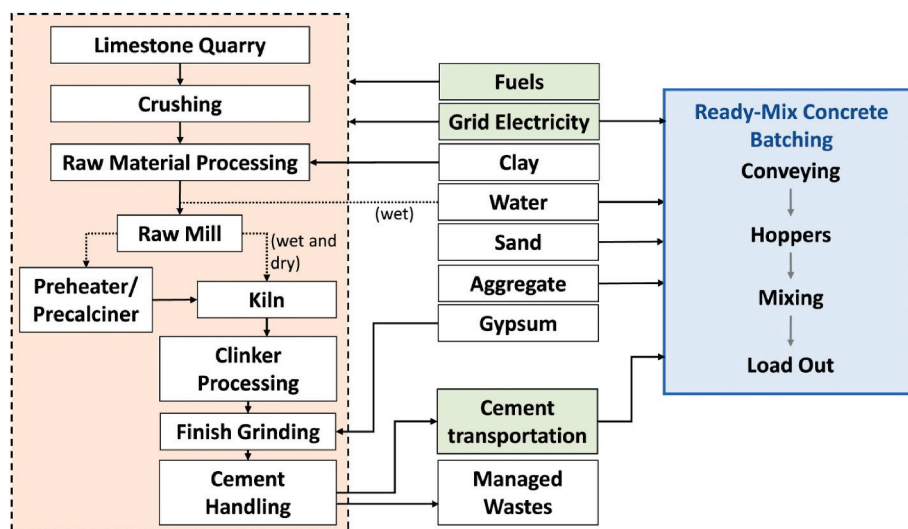 Limestone Quarry
Crushing
Raw Material Processing
Raw Mill
(wet and
dry)
Preheater/
Precalciner
Kiln
Clinker
Processing
Finish Grinding
Cement
Handling
Fuels
Grid Electricity
Clay
Water
(wet)
Sand
Aggregate
Gypsum
Cement
transportation
Managed
Wastes
Ready-Mix Concrete
Batching
Conveying
Hoppers
Mixing
Load Out